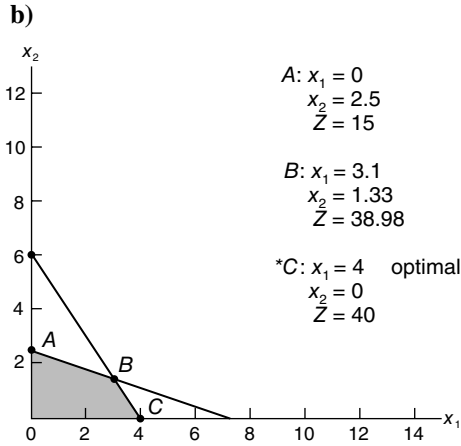 b)
x₂
12
10
8
6
4
2
A
B
C
0 2 4 6 8 10 12 14 x₁
A: x₁ = 0
x₂ = 2.5
Z = 15
B: x₁ = 3.1
x₂ = 1.33
Z = 38.98
*C: x₁ = 4 optimal
x₂ = 0
Z = 40